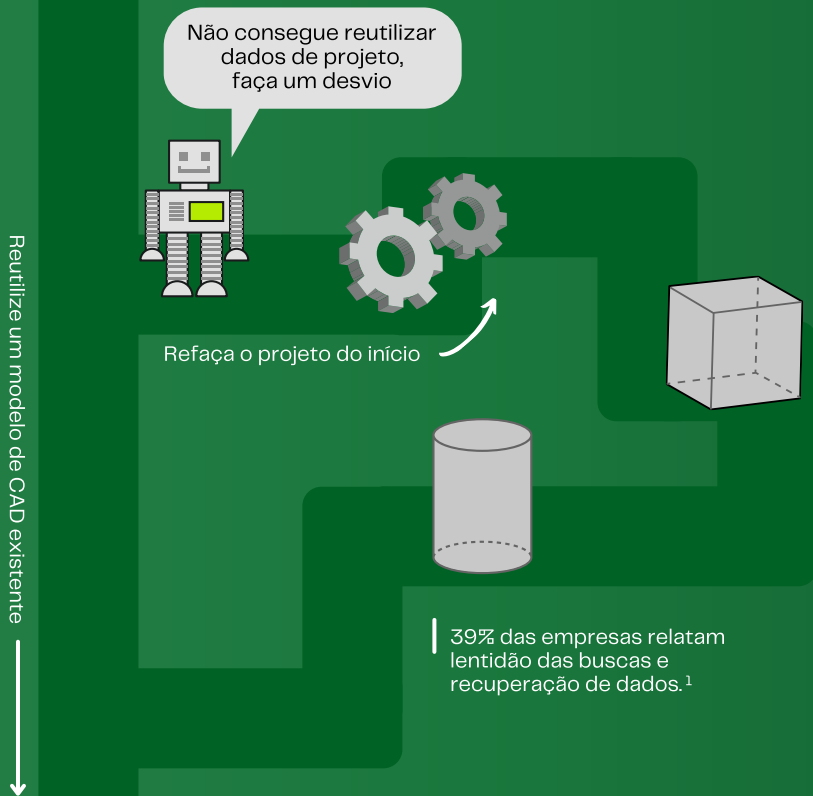 Não consegue reutilizar
dados de projeto,
faça um desvio
Refaça o projeto do início
Reutilize um modelo de CAD existente
39% das empresas relatam
lentidão das buscas e
recuperação de dados.¹